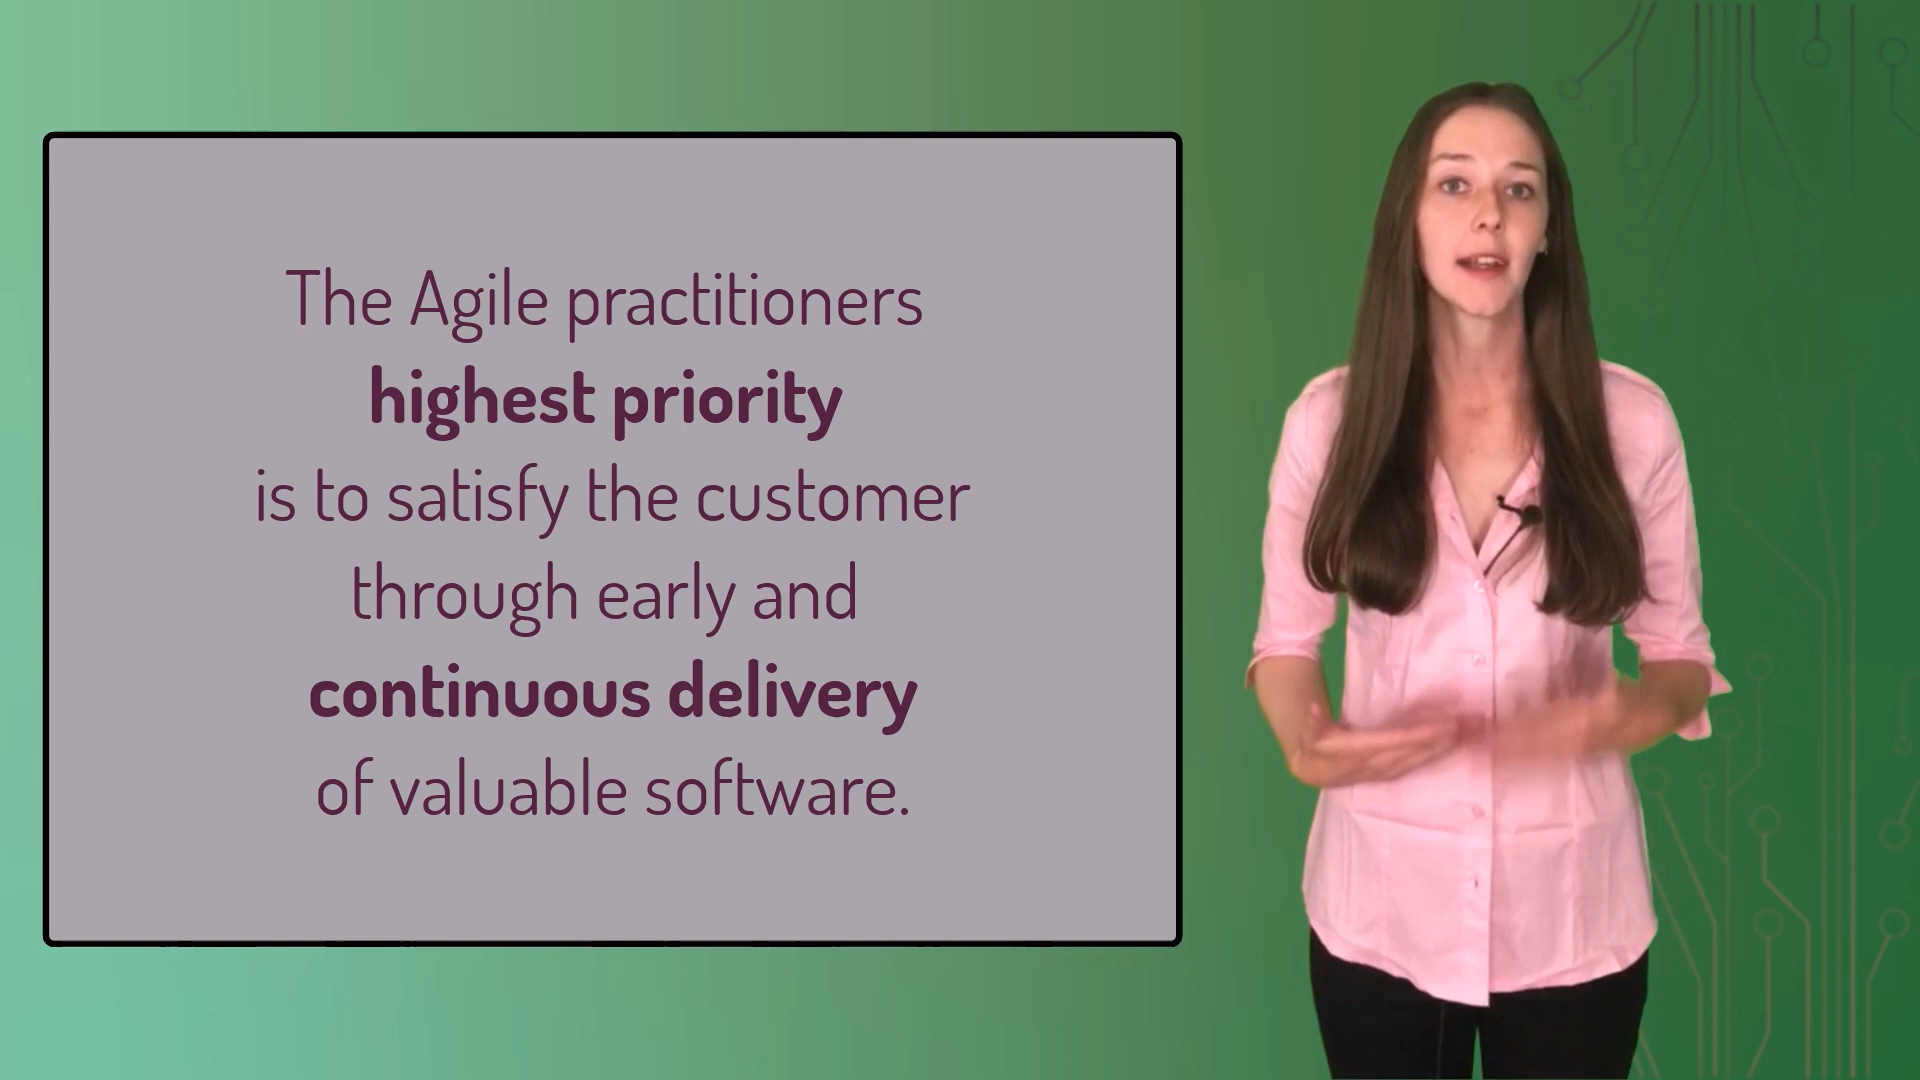 The Agile practitioners
highest priority
is to satisfy the customer
through early and
continuous delivery
of valuable software.